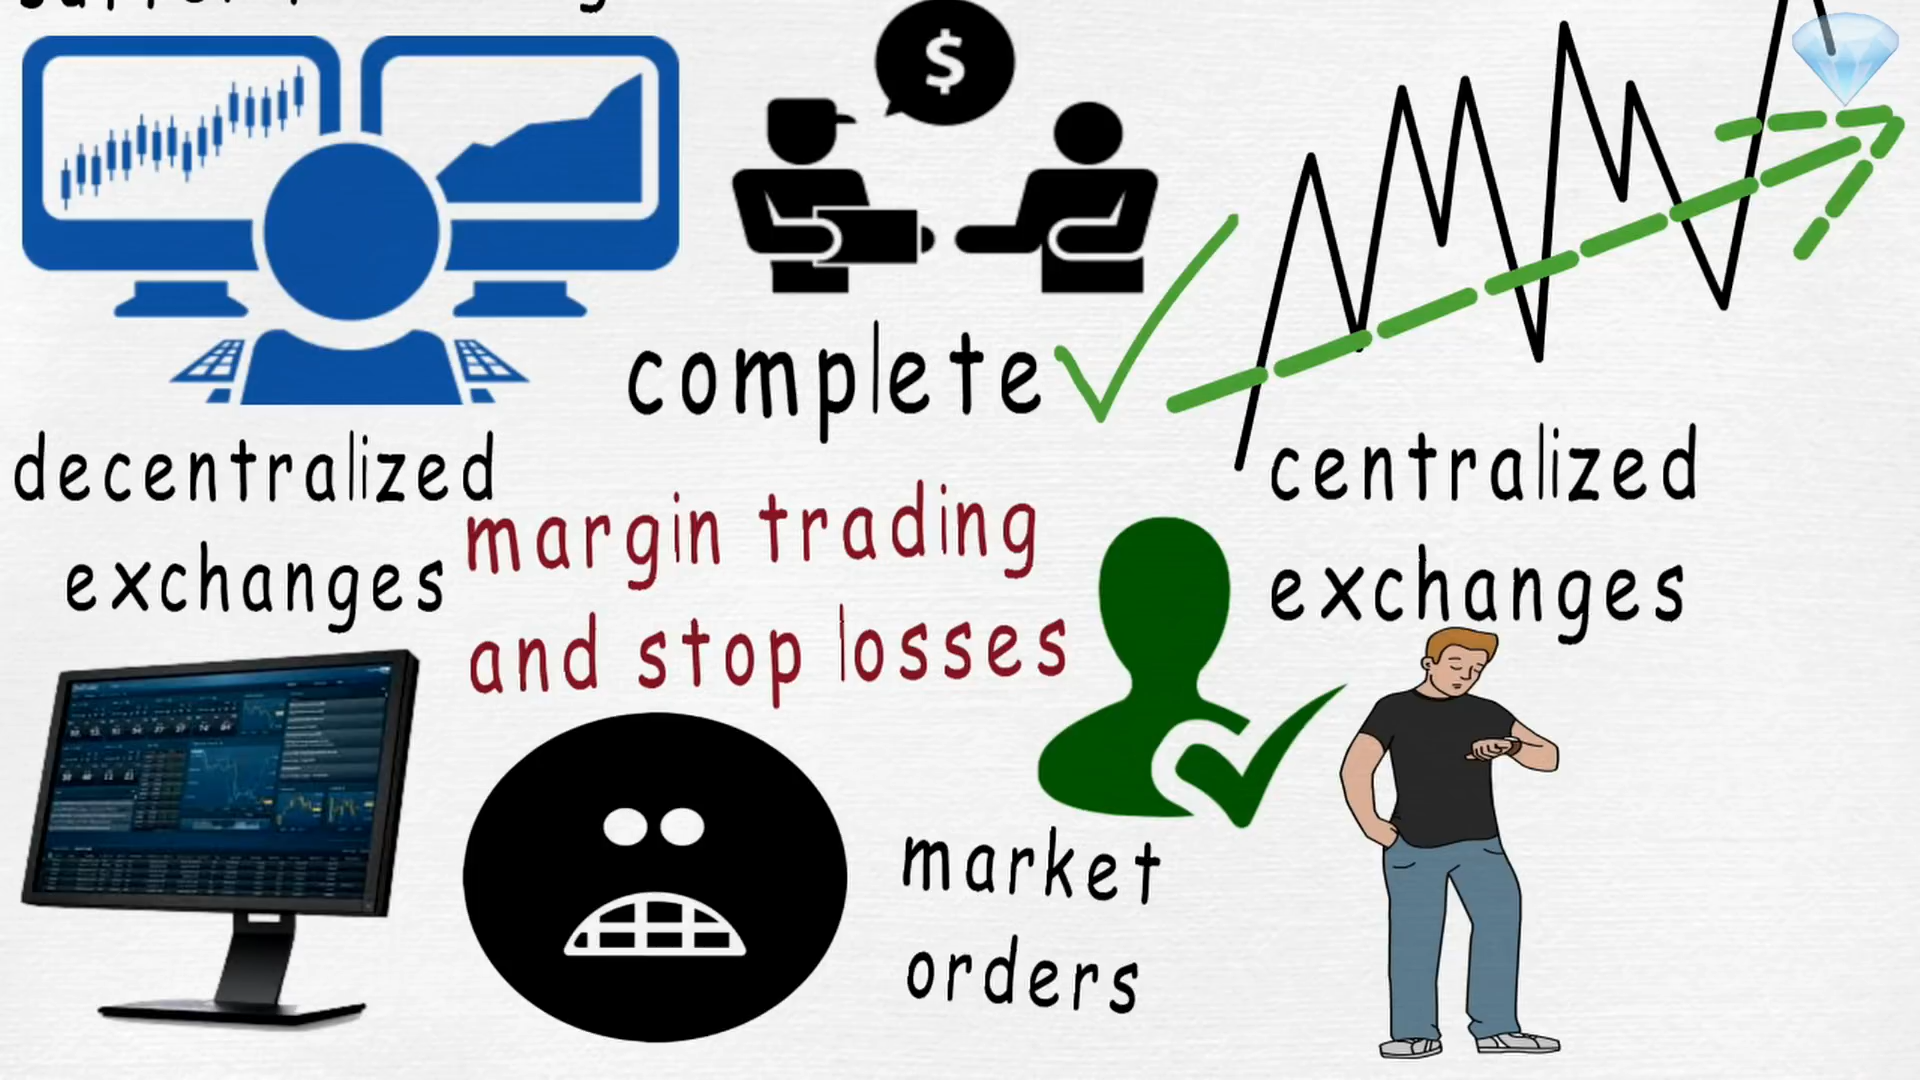 $
complete
decentralized
exchanges
margin trading
and stop losses
centralized
exchanges
market
orders